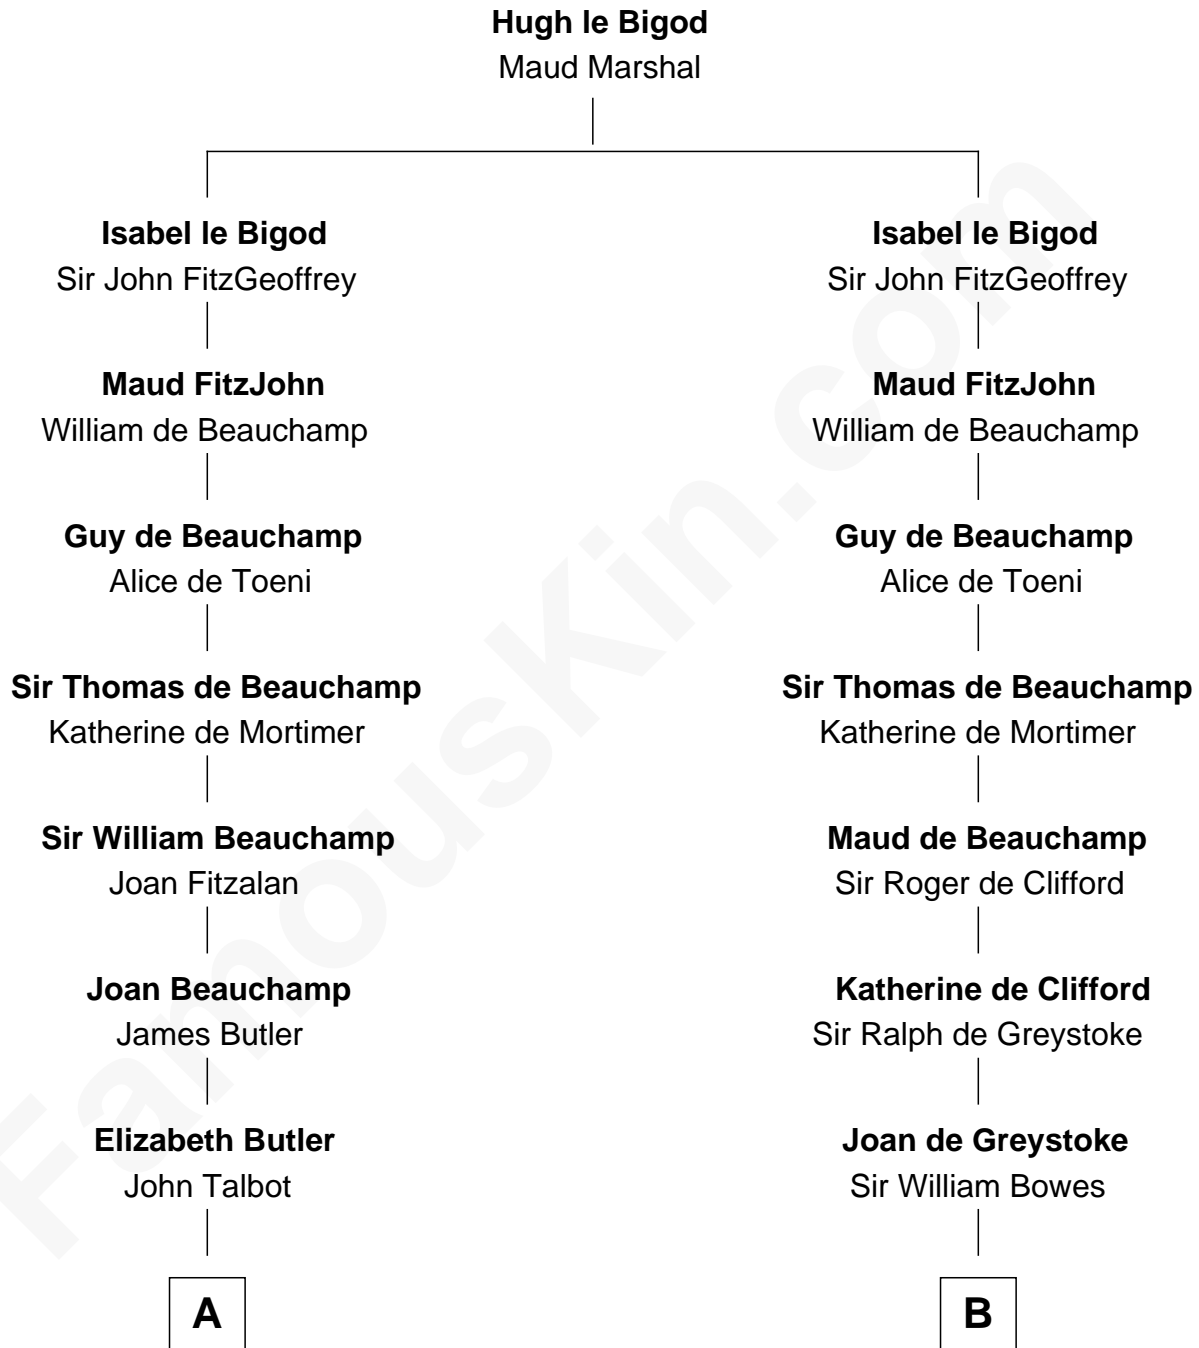 Hugh le Bigod
Maud Marshal
Isabel le Bigod
Sir John FitzGeoffrey
Maud FitzJohn
William de Beauchamp
Guy de Beauchamp
Alice de Toeni
Sir Thomas de Beauchamp
Katherine de Mortimer
Sir William Beauchamp
Joan Fitzalan
Joan Beauchamp
James Butler
Elizabeth Butler
John Talbot
A
Isabel le Bigod
Sir John FitzGeoffrey
Maud FitzJohn
William de Beauchamp
Guy de Beauchamp
Alice de Toeni
Sir Thomas de Beauchamp
Katherine de Mortimer
Maud de Beauchamp
Sir Roger de Clifford
Katherine de Clifford
Sir Ralph de Greystoke
Joan de Greystoke
Sir William Bowes
B
FamousKin.com